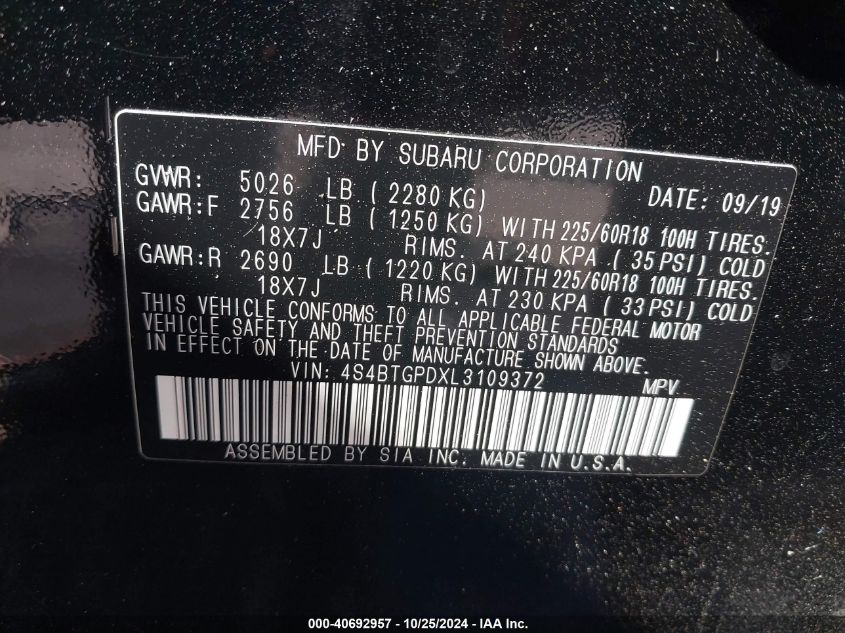 MFD BY SUBARU CORPORATION
GVWR: 5026 LB ( 2280 KG) DATE: 09/19
GAWR:F 2756 LB ( 1250 KG) WITH 225/60R18 100H TIRES.
18X7J RIMS. AT 240 KPA ( 35 PSI) COLD
GAWR:R 2690 LB ( 1220 KG) WITH 225/60R18 100H TIRES.
18X7J RIMS. AT 230 KPA ( 33 PSI) COLD
THIS VEHICLE CONFORMS TO ALL APPLICABLE FEDERAL MOTOR
VEHICLE SAFETY AND THEFT PREVENTION STANDARDS
IN EFFECT ON THE DATE OF MANUFACTURE SHOWN ABOVE.
VIN: 4S4BTGPDXL3109372 MPV
ASSEMBLED BY SIA INC. MADE IN U.S.A.
000-40692957 - 10/25/2024 - IAA Inc.